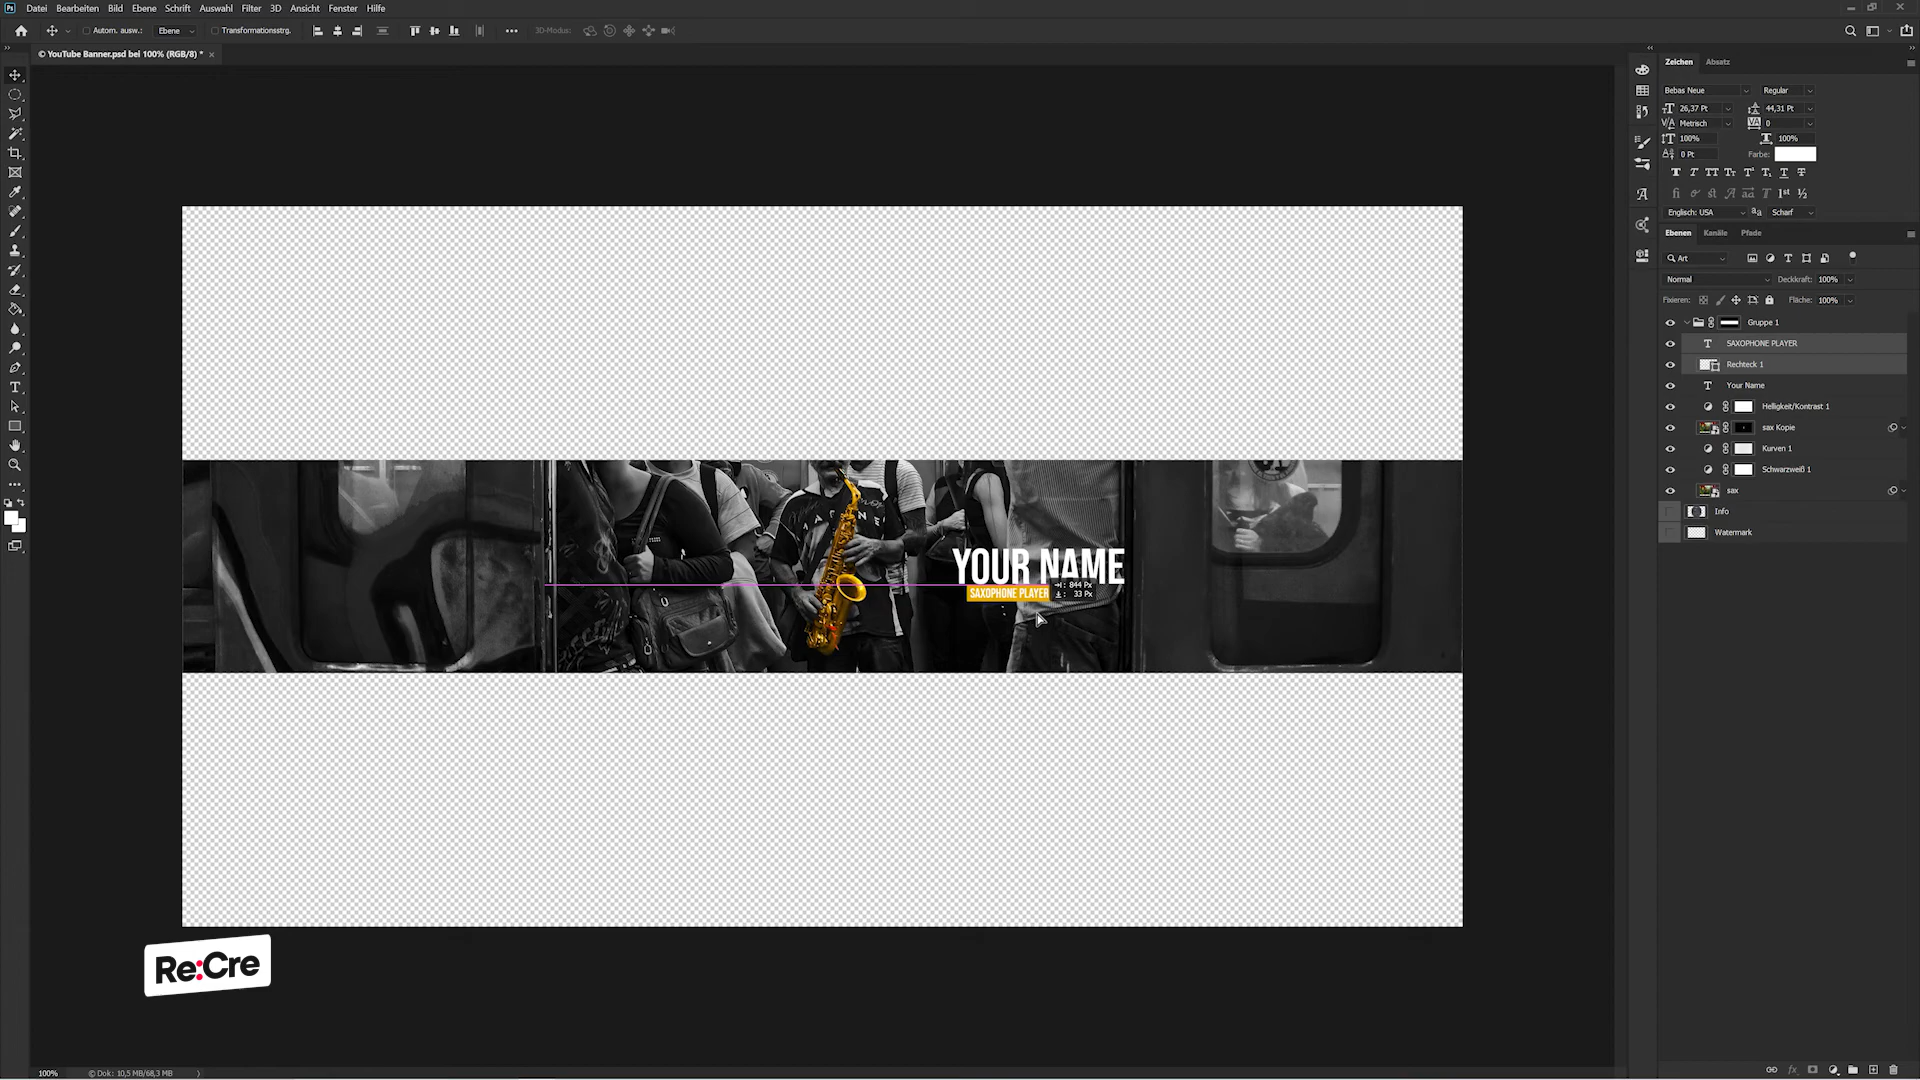 Ps Datei Bearbeiten Bild Ebene Schrift Auswahl Filter 3D Ansicht Fenster Hilfe
Autom. ausw.: Ebene Transformationsstrg. 3D-Modus:
© YouTube Banner.psd bei 100% (RGB/8) *
Zeichen Absatz
Bebas Neue Regular
26,37 Pt 44,31 Pt
Metrisch 0
100% 100%
0 Pt Farbe:
Englisch: USA Scharf
Ebenen Kanäle Pfade
Art
Normal Deckkraft: 100%
Fixieren: Fläche: 100%
Gruppe 1
SAXOPHONE PLAYER
Rechteck 1
Your Name
Helligkeit/Kontrast 1
sax Kopie
Kurven 1
Schwarzweiß 1
sax
Info
Watermark
YOUR NAME
SAXOPHONE PLAYER
844 Px
33 Px
Re:Cre
100% © Dok: 10,5 MB/68,3 MB